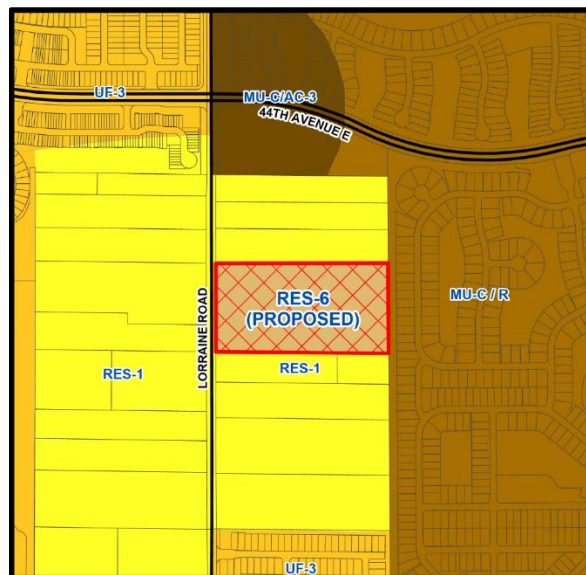 UF-3
MU-C/AC-3
44TH AVENUE E
RES-6
(PROPOSED)
MU-C / R
LORRAINE ROAD
RES-1
RES-1
UF-3